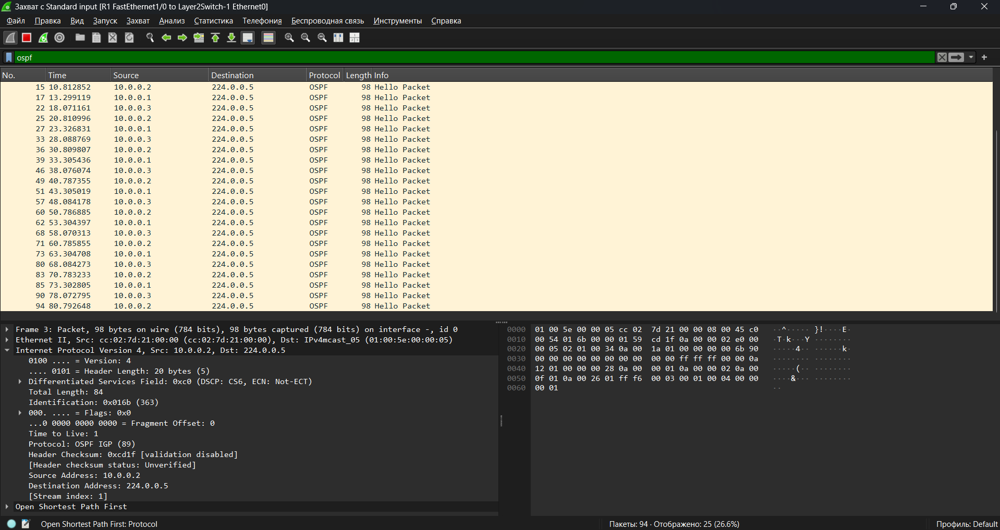 Захват с Standard input [R1 FastEthernet1/0 to Layer2Switch-1 Ethernet0]
Файл Правка Вид Запуск Захват Анализ Статистика Телефония Беспроводная связь Инструменты Справка
ospf
No. Time Source Destination Protocol Length Info
15 10.812852 10.0.0.2 224.0.0.5 OSPF 98 Hello Packet
17 13.299119 10.0.0.1 224.0.0.5 OSPF 98 Hello Packet
22 18.071161 10.0.0.3 224.0.0.5 OSPF 98 Hello Packet
25 20.810996 10.0.0.2 224.0.0.5 OSPF 98 Hello Packet
27 23.326831 10.0.0.1 224.0.0.5 OSPF 98 Hello Packet
33 28.088769 10.0.0.3 224.0.0.5 OSPF 98 Hello Packet
36 30.809807 10.0.0.2 224.0.0.5 OSPF 98 Hello Packet
39 33.305436 10.0.0.1 224.0.0.5 OSPF 98 Hello Packet
46 38.076074 10.0.0.3 224.0.0.5 OSPF 98 Hello Packet
49 40.787355 10.0.0.2 224.0.0.5 OSPF 98 Hello Packet
51 43.305019 10.0.0.1 224.0.0.5 OSPF 98 Hello Packet
57 48.084178 10.0.0.3 224.0.0.5 OSPF 98 Hello Packet
60 50.786885 10.0.0.2 224.0.0.5 OSPF 98 Hello Packet
62 53.304397 10.0.0.1 224.0.0.5 OSPF 98 Hello Packet
68 58.070313 10.0.0.3 224.0.0.5 OSPF 98 Hello Packet
71 60.785855 10.0.0.2 224.0.0.5 OSPF 98 Hello Packet
73 63.304708 10.0.0.1 224.0.0.5 OSPF 98 Hello Packet
80 68.084273 10.0.0.3 224.0.0.5 OSPF 98 Hello Packet
83 70.783233 10.0.0.2 224.0.0.5 OSPF 98 Hello Packet
85 73.302805 10.0.0.1 224.0.0.5 OSPF 98 Hello Packet
90 78.072795 10.0.0.3 224.0.0.5 OSPF 98 Hello Packet
94 80.792648 10.0.0.2 224.0.0.5 OSPF 98 Hello Packet
Frame 3: Packet, 98 bytes on wire (784 bits), 98 bytes captured (784 bits) on interface -, id 0
Ethernet II, Src: cc:02:7d:21:00:00 (cc:02:7d:21:00:00), Dst: IPv4mcast_05 (01:00:5e:00:00:05)
Internet Protocol Version 4, Src: 10.0.0.2, Dst: 224.0.0.5
0100 .... = Version: 4
.... 0101 = Header Length: 20 bytes (5)
Differentiated Services Field: 0xc0 (DSCP: CS6, ECN: Not-ECT)
Total Length: 84
Identification: 0x016b (363)
000. .... = Flags: 0x0
...0 0000 0000 0000 = Fragment Offset: 0
Time to Live: 1
Protocol: OSPF IGP (89)
Header Checksum: 0xcd1f [validation disabled]
[Header checksum status: Unverified]
Source Address: 10.0.0.2
Destination Address: 224.0.0.5
[Stream index: 1]
Open Shortest Path First
0000 01 00 5e 00 00 05 cc 02 7d 21 00 00 08 00 45 c0 ··^····· }!····E·
0010 00 54 01 6b 00 00 01 59 cd 1f 0a 00 00 02 e0 00 ·T·k···Y ········
0020 00 05 02 01 00 34 0a 00 1a 01 00 00 00 00 6b 90 ·····4·· ······k·
0030 00 00 00 00 00 00 00 00 00 00 ff ff ff 00 00 0a ········ ········
0040 12 01 00 00 00 28 0a 00 00 01 0a 00 00 02 0a 00 ·····(·· ········
0050 0f 01 0a 00 26 01 ff f6 00 03 00 01 00 04 00 00 ····&··· ········
0060 00 01 ··
Open Shortest Path First: Protocol
Пакеты: 94 · Отображено: 25 (26.6%)
Профиль: Default